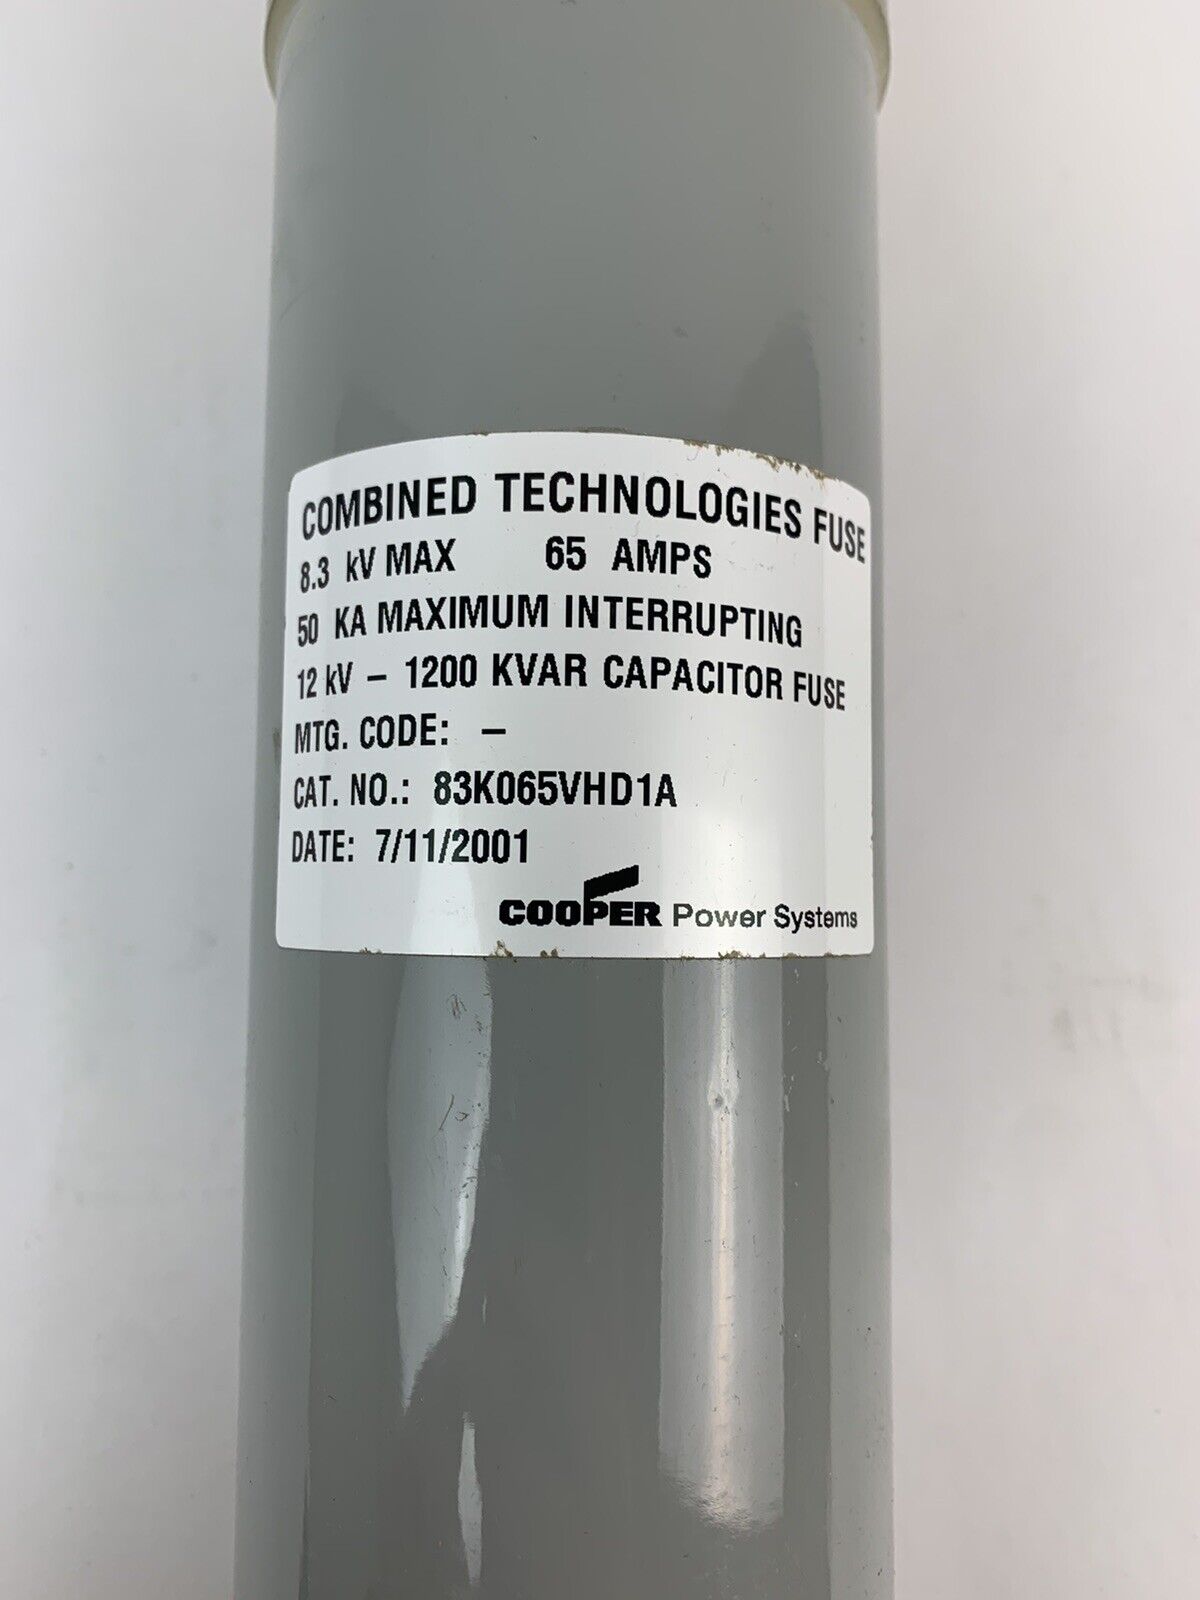 COMBINED TECHNOLOGIES FUSE
8.3 kV MAX 65 AMPS
50 KA MAXIMUM INTERRUPTING
12 kV – 1200 KVAR CAPACITOR FUSE
MTG. CODE: –
CAT. NO.: 83K065VHD1A
DATE: 7/11/2001
COOPER Power Systems